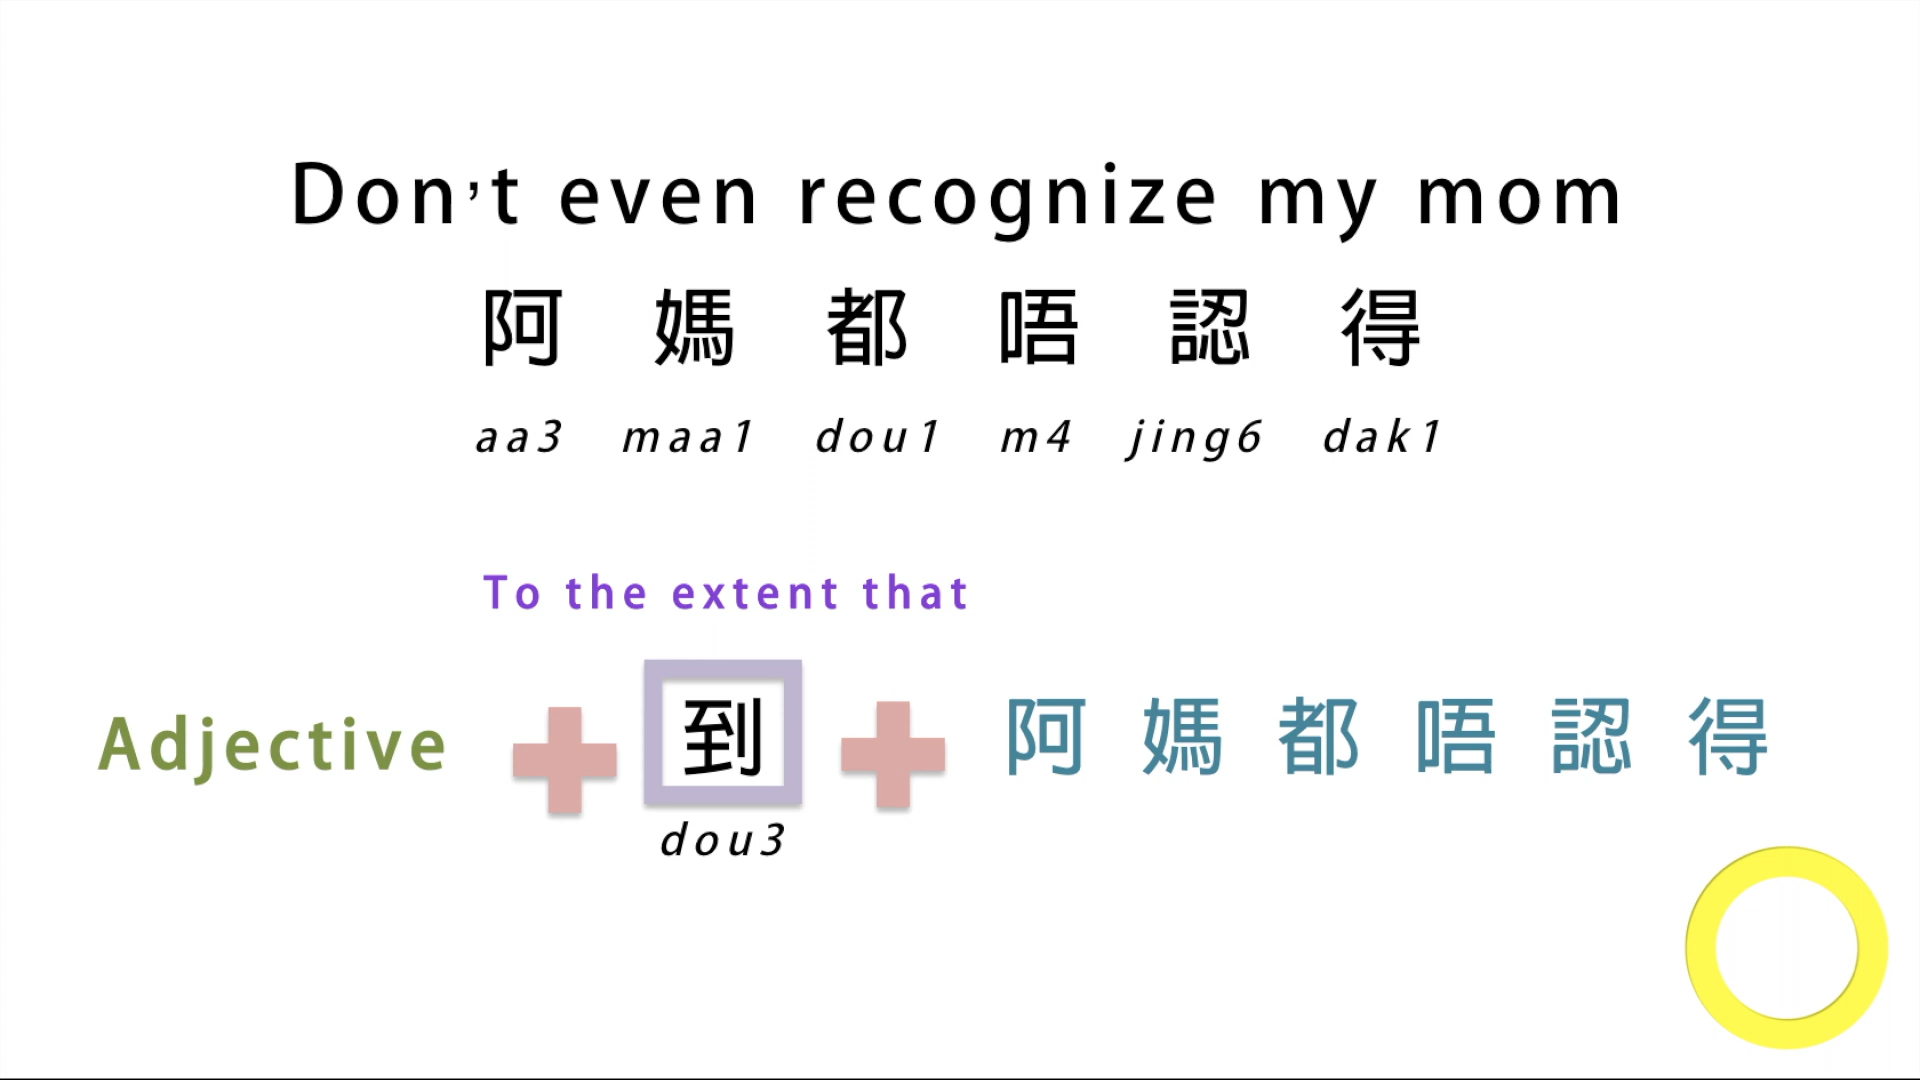 Don't even recognize my mom
阿 媽 都 唔 認 得
aa3 maa1 dou1 m4 jing6 dak1
To the extent that
Adjective + 到 + 阿 媽 都 唔 認 得
dou3